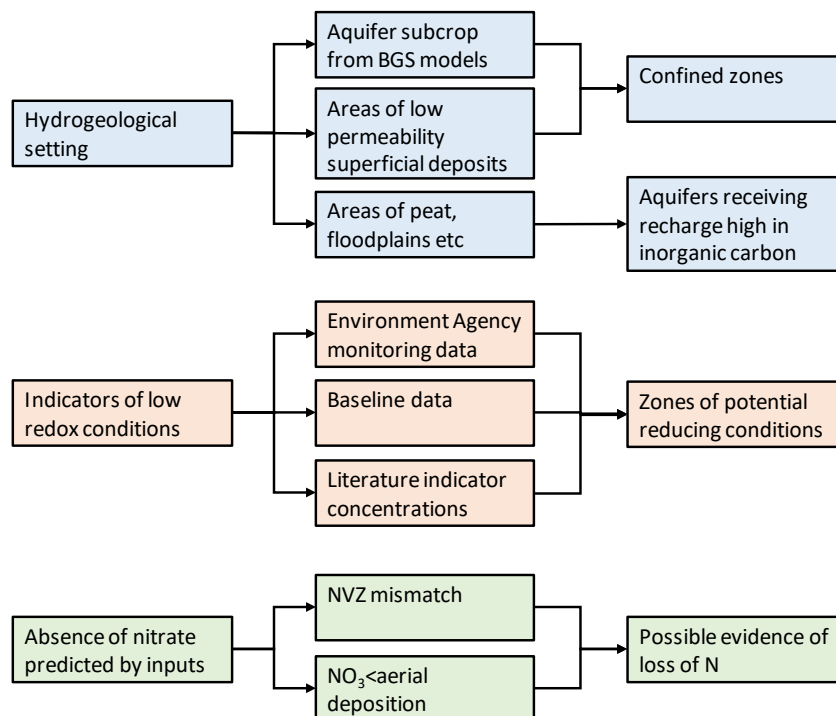 Hydrogeological
setting
Aquifer subcrop
from BGS models
Areas of low
permeability
superficial deposits
Areas of peat,
floodplains etc
Confined zones
Aquifers receiving
recharge high in
inorganic carbon
Indicators of low
redox conditions
Environment Agency
monitoring data
Baseline data
Literature indicator
concentrations
Zones of potential
reducing conditions
Absence of nitrate
predicted by inputs
NVZ mismatch
NO₃<aerial
deposition
Possible evidence of
loss of N